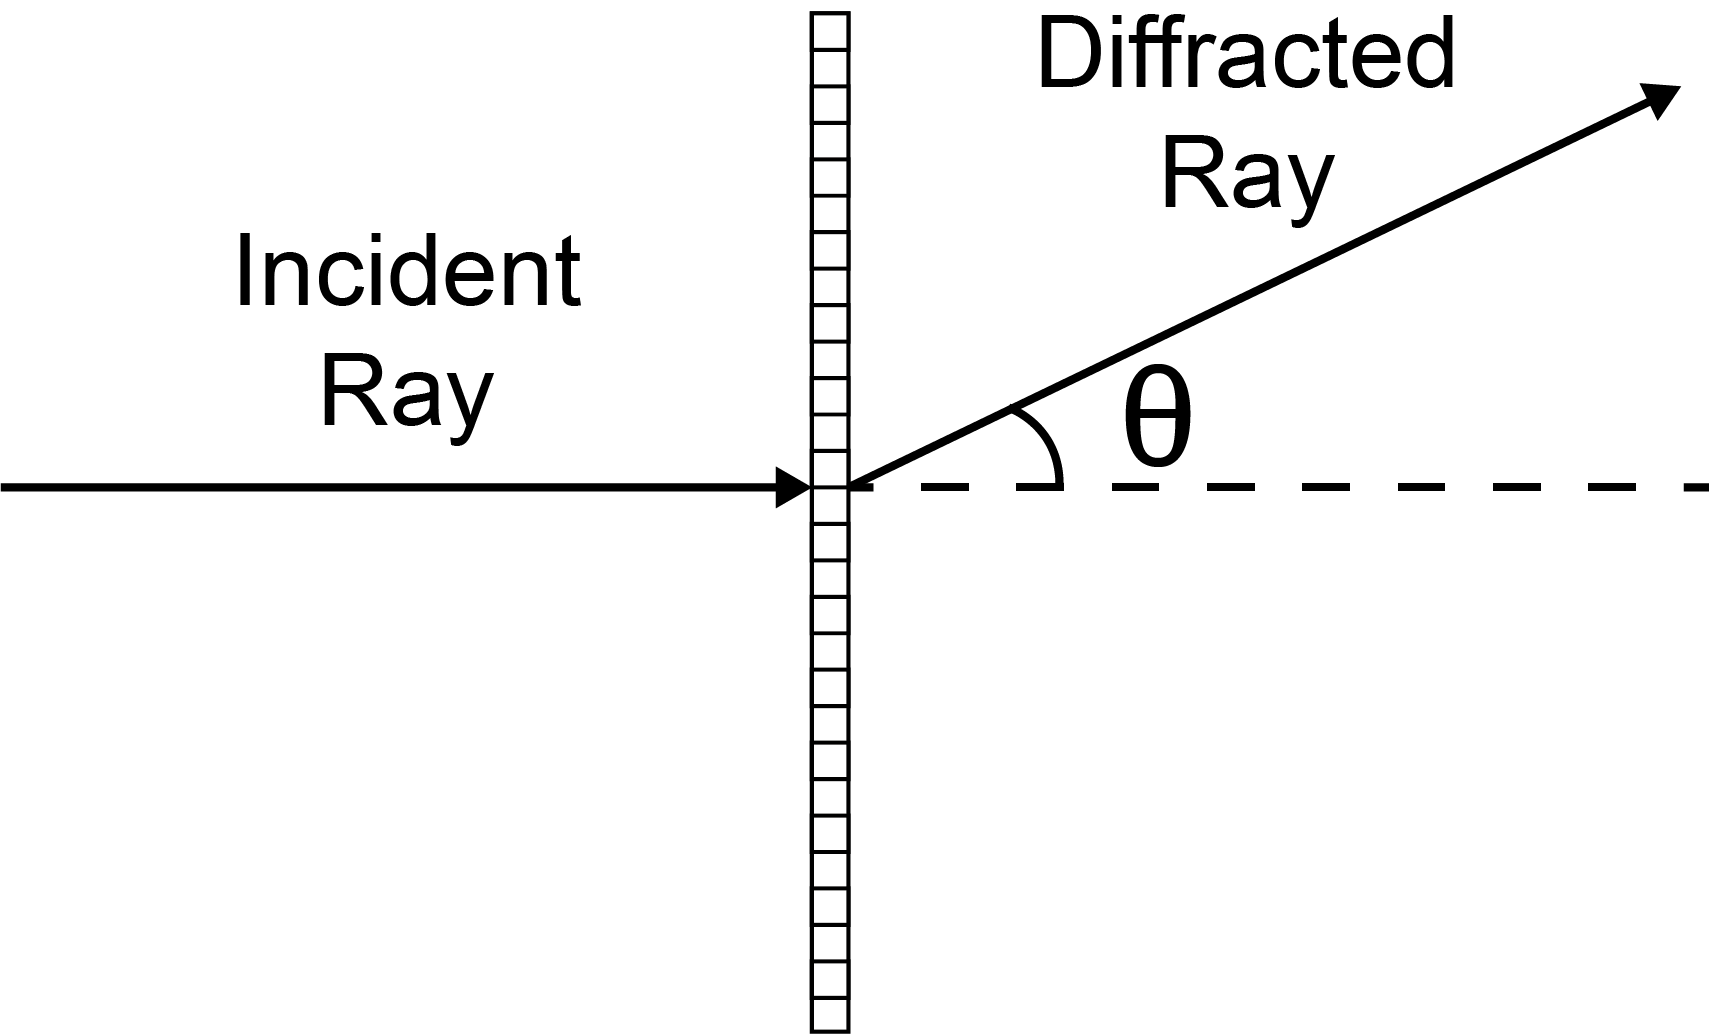 Incident
Ray
Diffracted
Ray
θ